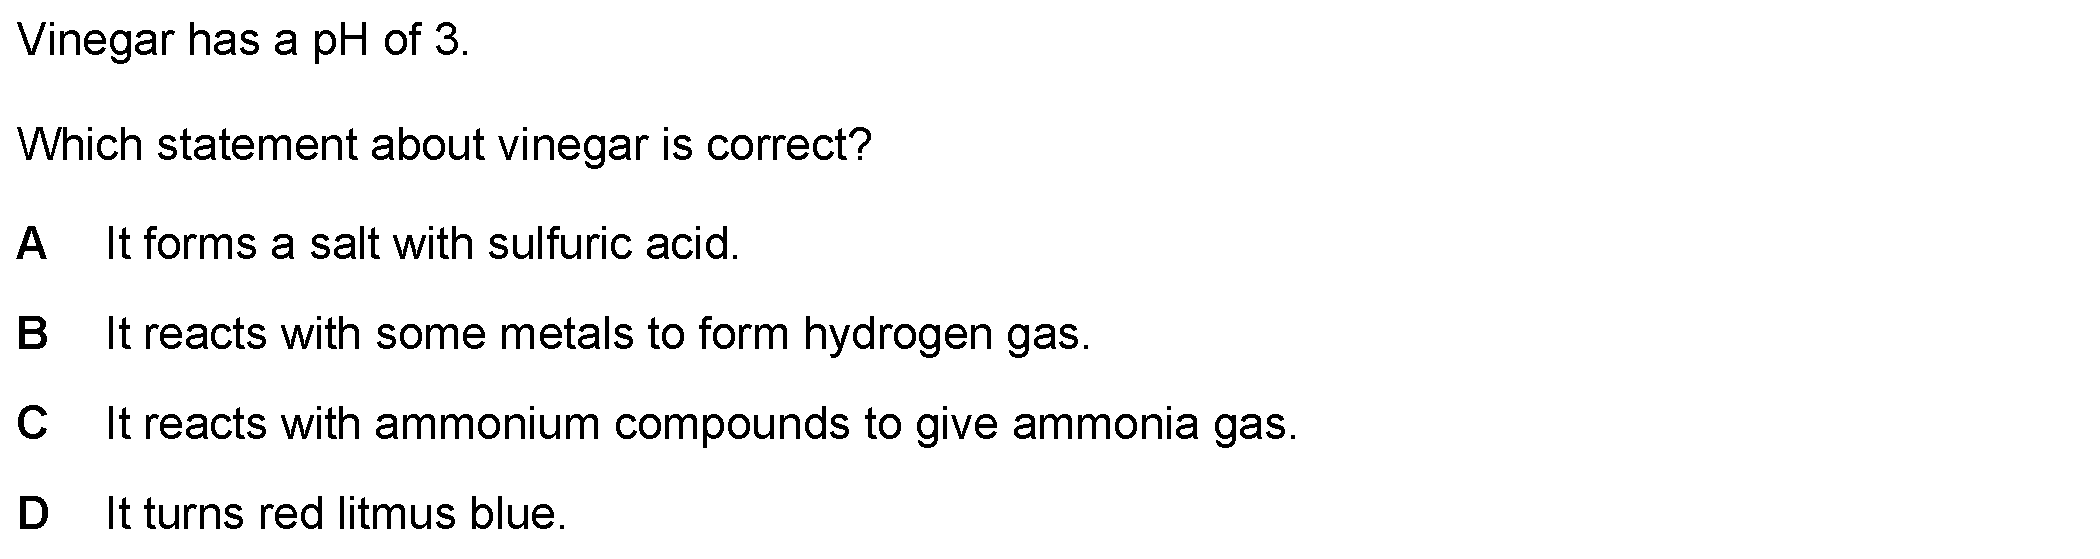 Vinegar has a pH of 3.
Which statement about vinegar is correct?
A It forms a salt with sulfuric acid.
B It reacts with some metals to form hydrogen gas.
C It reacts with ammonium compounds to give ammonia gas.
D It turns red litmus blue.